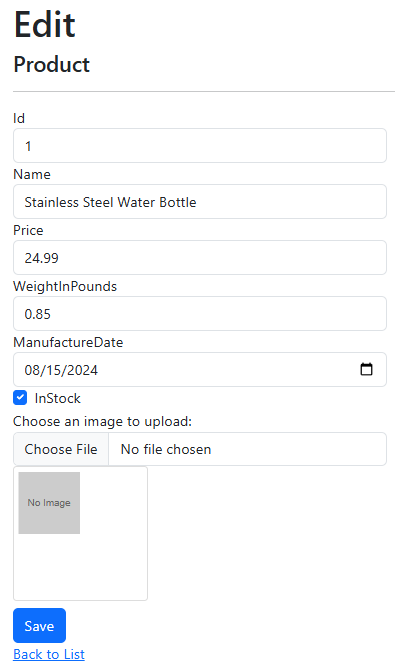 Edit
Product
Id
1
Name
Stainless Steel Water Bottle
Price
24.99
WeightInPounds
0.85
ManufactureDate
08/15/2024
InStock
Choose an image to upload:
Choose File No file chosen
No Image
Save
Back to List